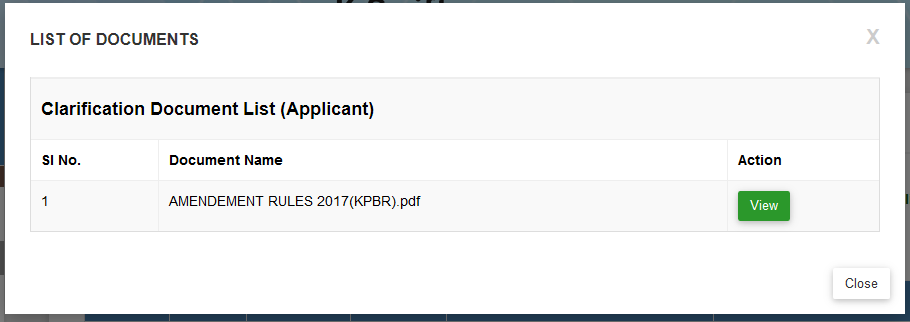 LIST OF DOCUMENTS
X
Clarification Document List (Applicant)
Sl No. Document Name Action
1 AMENDEMENT RULES 2017(KPBR).pdf View
Close